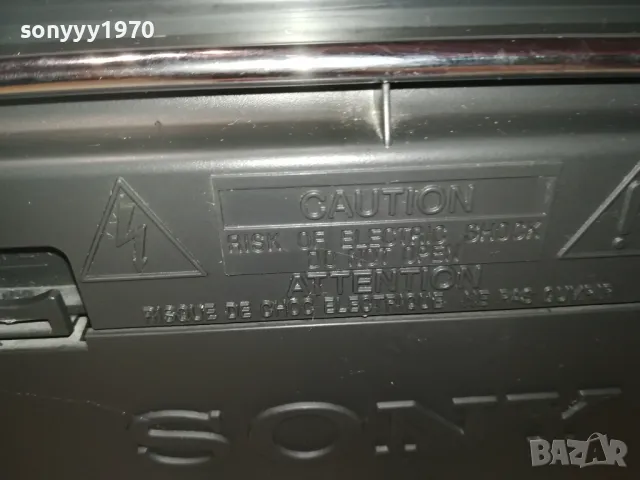 sonyyy1970
CAUTION
RISK OF ELECTRIC SHOCK
DO NOT OPEN
ATTENTION
RISQUE DE CHOC ELECTRIQUE NE PAS OUVRIR
SONY
BAZAR